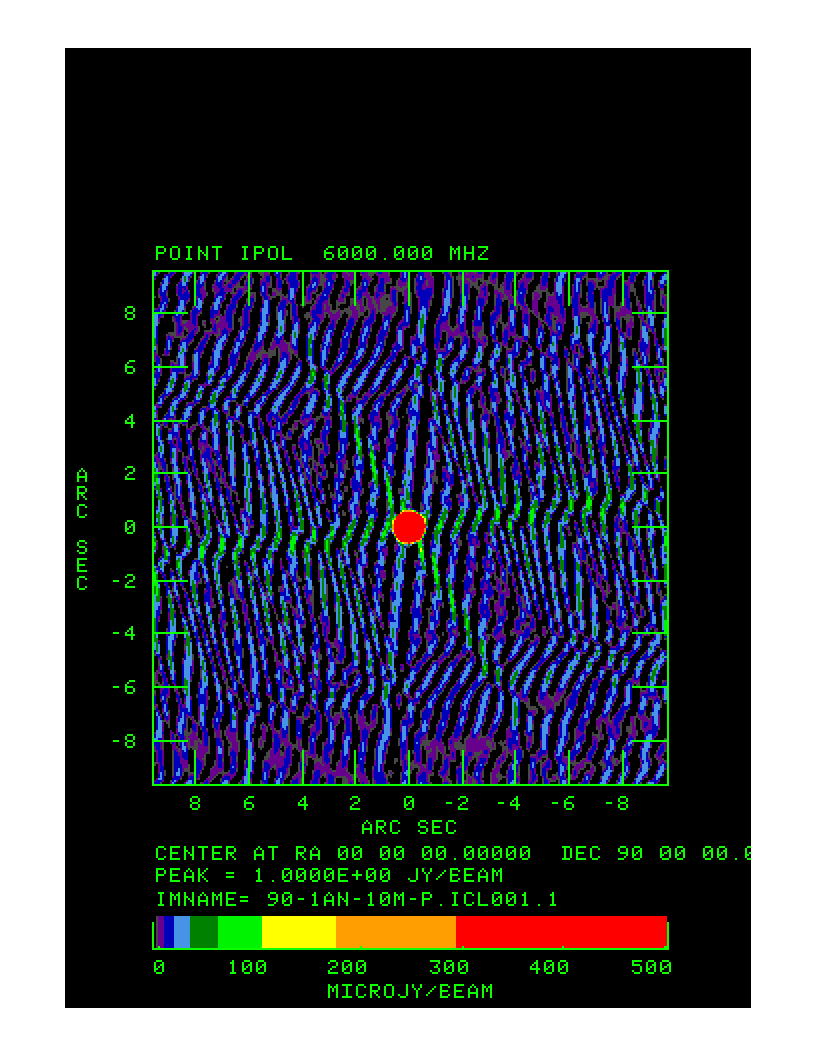 POINT IPOL  6000.000 MHZ
8
6
4
2
0
-2
-4
-6
-8
ARC SEC
8 6 4 2 0 -2 -4 -6 -8
ARC SEC
CENTER AT RA 00 00 00.00000  DEC 90 00 00.0
PEAK = 1.0000E+00 JY/BEAM
IMNAME= 90-1AN-10M-P.ICL001.1
0 100 200 300 400 500
MICROJY/BEAM